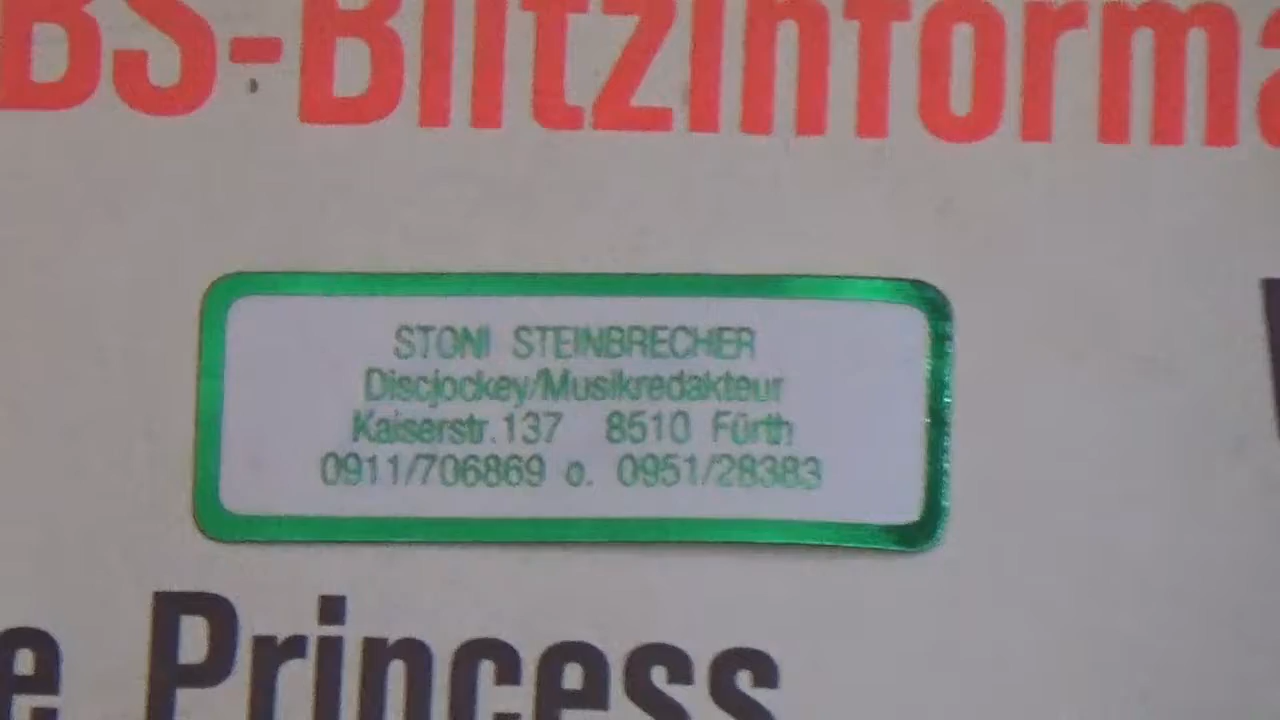 BS-Blitzinforma
STONI STEINBRECHER
Discjockey/Musikredakteur
Kaiserstr.137 8510 Fürth
0911/706869 o. 0951/28383
e Princess